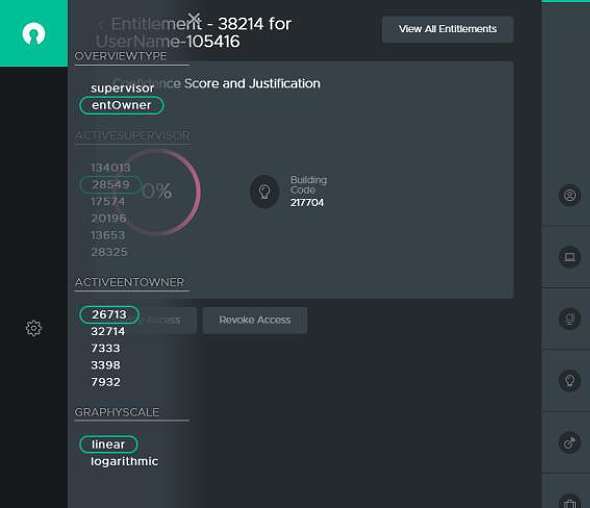 ‹ Entitlement - 38214 for
UserName-105416
View All Entitlements
OVERVIEWTYPE
Confidence Score and Justification
supervisor
entOwner
ACTIVESUPERVISOR
134013
28549
17574
20196
13653
28325
0%
Building
Code
217704
ACTIVEENTOWNER
26713
32714
7333
3398
7932
Access
Revoke Access
GRAPHYSCALE
linear
logarithmic